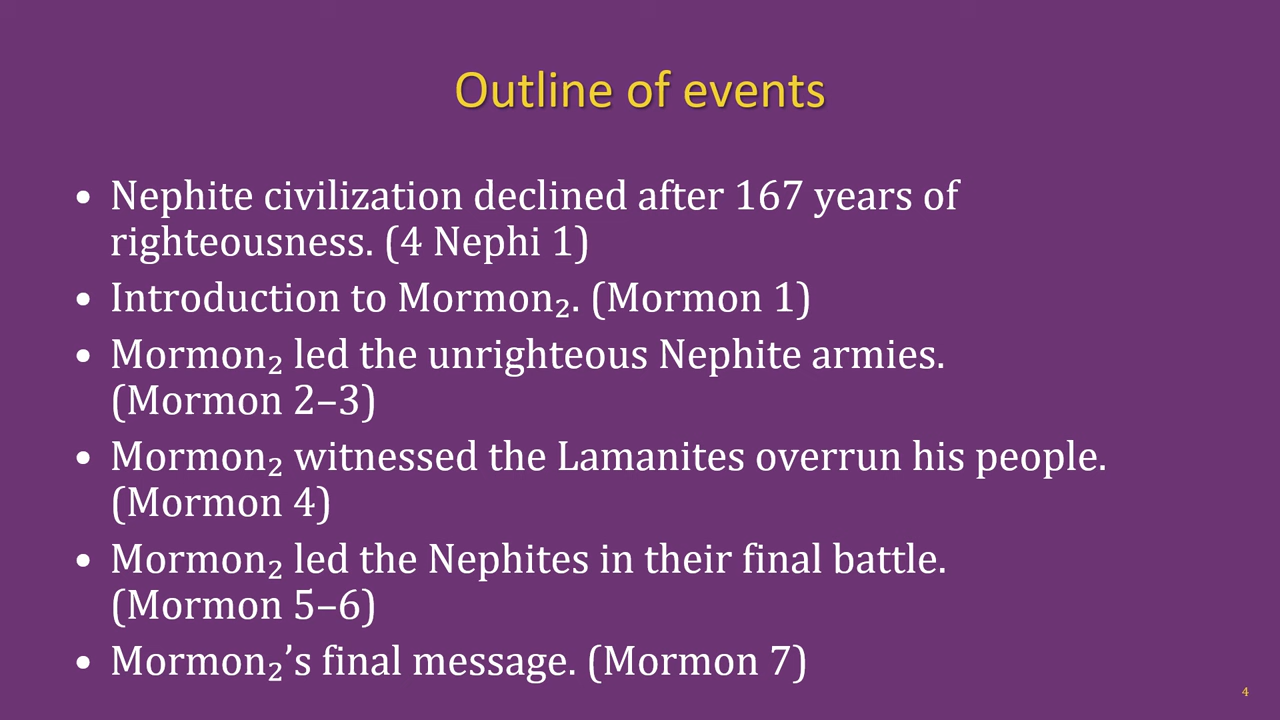 Outline of events
• Nephite civilization declined after 167 years of
righteousness. (4 Nephi 1)
• Introduction to Mormon₂. (Mormon 1)
• Mormon₂ led the unrighteous Nephite armies.
(Mormon 2–3)
• Mormon₂ witnessed the Lamanites overrun his people.
(Mormon 4)
• Mormon₂ led the Nephites in their final battle.
(Mormon 5–6)
• Mormon₂’s final message. (Mormon 7)
4